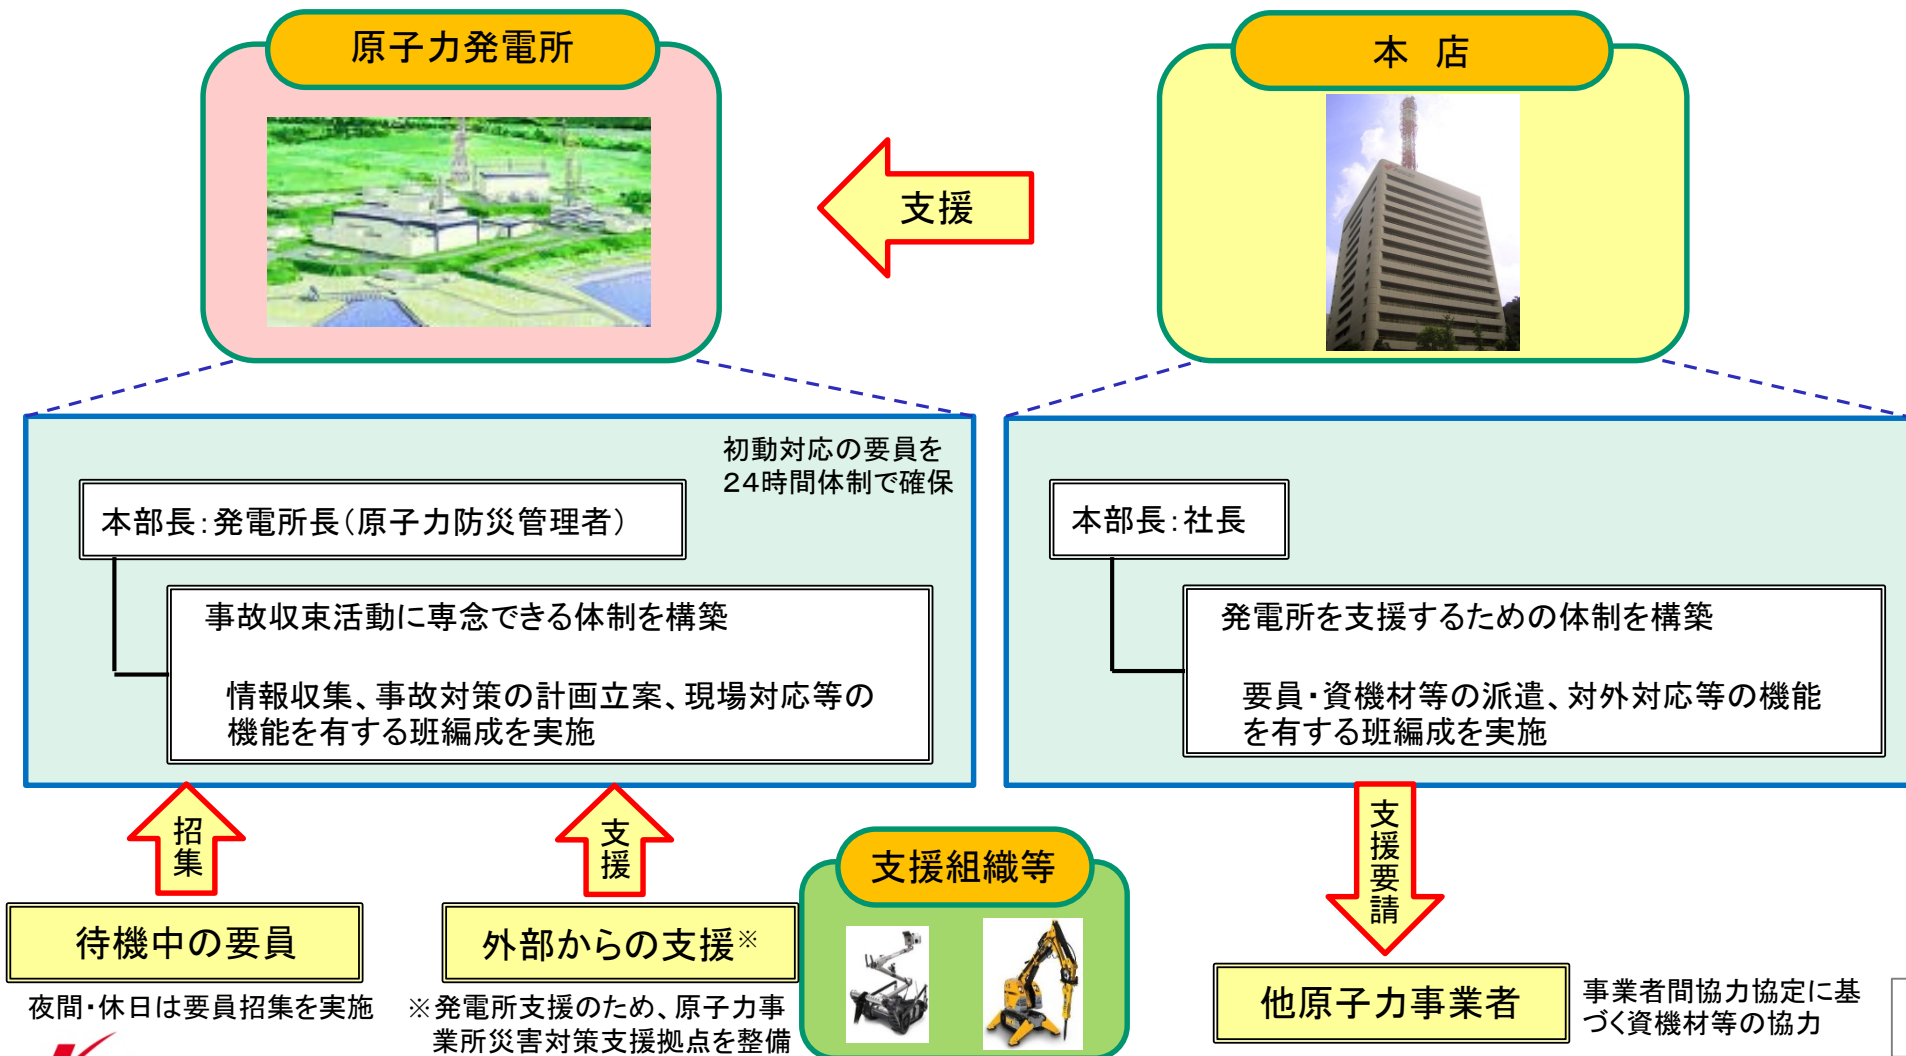 原子力発電所
本 店
支援
初動対応の要員を
24時間体制で確保
本部長:発電所長(原子力防災管理者)
事故収束活動に専念できる体制を構築
情報収集、事故対策の計画立案、現場対応等の
機能を有する班編成を実施
本部長:社長
発電所を支援するための体制を構築
要員・資機材等の派遣、対外対応等の機能
を有する班編成を実施
招集
支援
支援要請
待機中の要員
夜間・休日は要員招集を実施
外部からの支援※
※発電所支援のため、原子力事
業所災害対策支援拠点を整備
支援組織等
他原子力事業者
事業者間協力協定に基
づく資機材等の協力